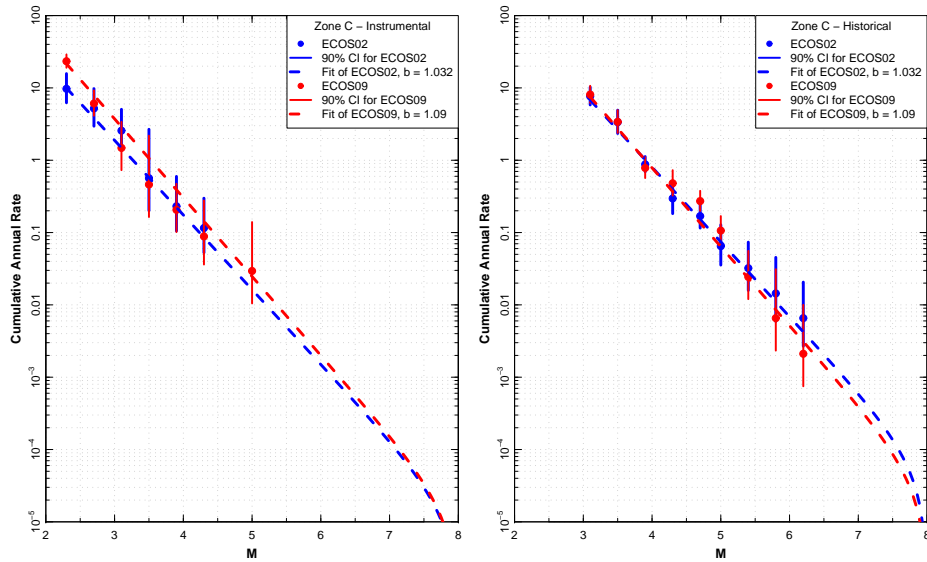 Zone C − Instrumental
ECOS02
90% CI for ECOS02
Fit of ECOS02, b = 1.032
ECOS09
90% CI for ECOS09
Fit of ECOS09, b = 1.09
Cumulative Annual Rate
100
10
1
0.1
0.01
10−3
10−4
10−5
2 3 4 5 6 7 8
M
Zone C − Historical
ECOS02
90% CI for ECOS02
Fit of ECOS02, b = 1.032
ECOS09
90% CI for ECOS09
Fit of ECOS09, b = 1.09
Cumulative Annual Rate
100
10
1
0.1
0.01
10−3
10−4
10−5
2 3 4 5 6 7 8
M